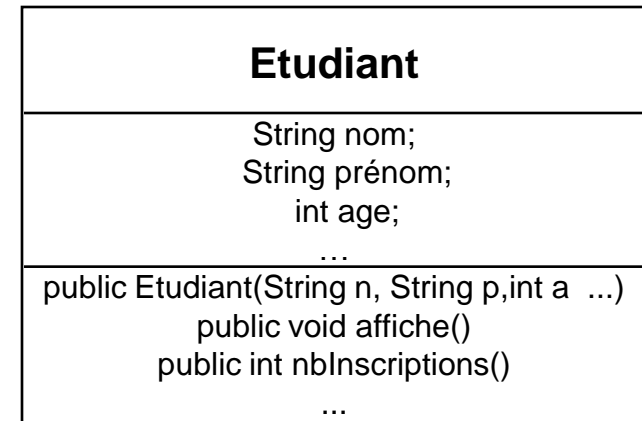 Etudiant
String nom;
String prénom;
int age;
…
public Etudiant(String n, String p,int a ...)
public void affiche()
public int nbInscriptions()
...